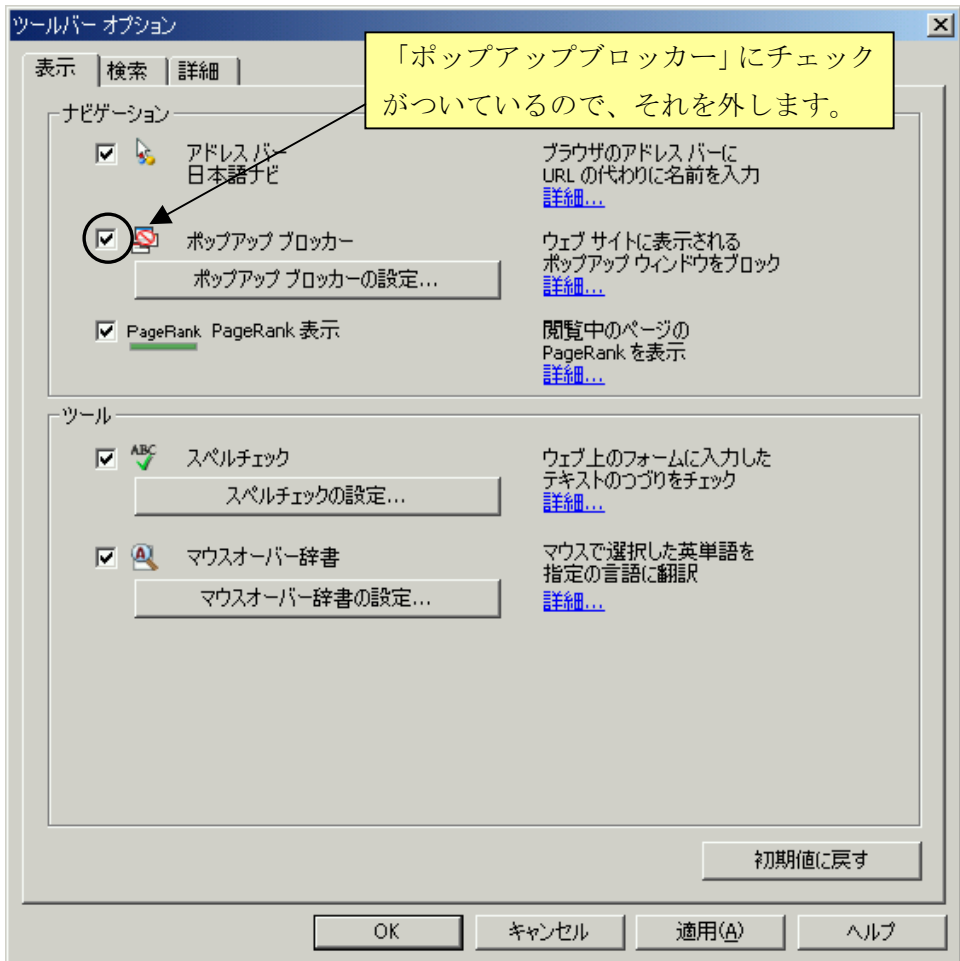 ツールバー オプション
「ポップアップブロッカー」にチェック
がついているので、それを外します。
表示 検索 詳細
ナビゲーション
アドレス バー
日本語ナビ
ブラウザのアドレス バーに
URL の代わりに名前を入力
詳細...
ポップアップ ブロッカー
ポップアップ ブロッカーの設定...
ウェブ サイトに表示される
ポップアップ ウィンドウをブロック
詳細...
PageRank PageRank 表示
閲覧中のページの
PageRank を表示
詳細...
ツール
ABC スペルチェック
スペルチェックの設定...
ウェブ上のフォームに入力した
テキストのつづりをチェック
詳細...
マウスオーバー辞書
マウスオーバー辞書の設定...
マウスで選択した英単語を
指定の言語に翻訳
詳細...
初期値に戻す
OK キャンセル 適用(A) ヘルプ